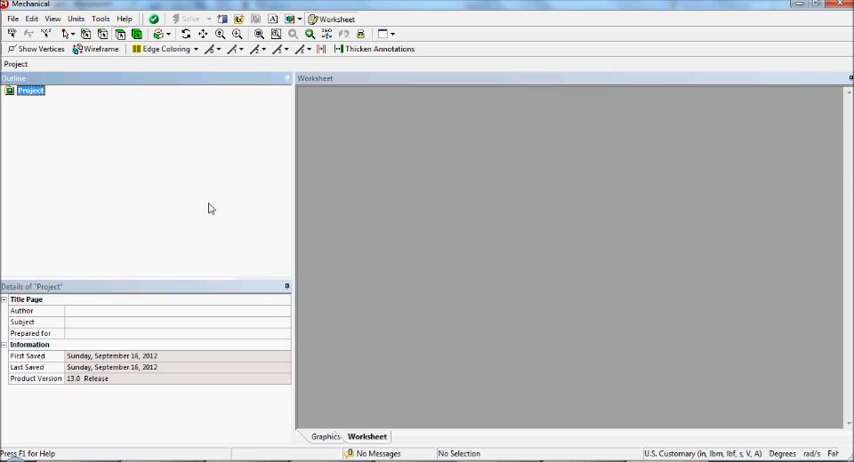 Mechanical
File Edit View Units Tools Help Solve Worksheet
Show Vertices Wireframe Edge Coloring Thicken Annotations
Project
Outline
Project
Worksheet
Details of "Project"
Title Page
Author
Subject
Prepared for
Information
First Saved Sunday, September 16, 2012
Last Saved Sunday, September 16, 2012
Product Version 13.0 Release
Graphics Worksheet
Press F1 for Help No Messages No Selection U.S. Customary (in, lbm, lbf, s, V, A) Degrees rad/s Fah